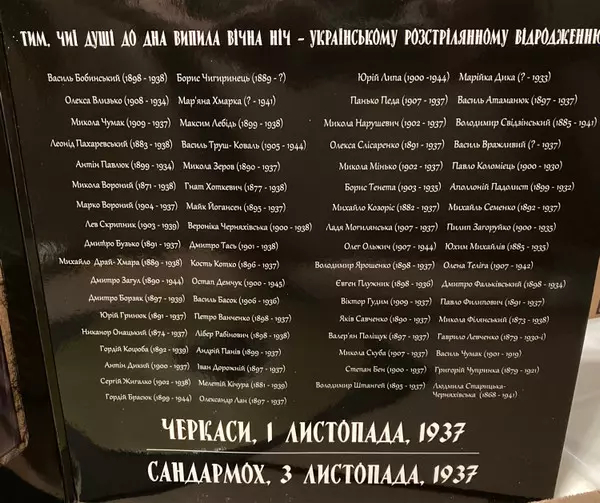 ТИМ, ЧИЇ ДУШІ ДО ДНА ВИПИЛА ВІЧНА НІЧ – УКРАЇНСЬКОМУ РОЗСТРІЛЯНОМУ ВІДРОДЖЕННЮ
Василь Бобинський (1898 - 1938)
Олекса Влизько (1908 - 1934)
Микола Чумак (1909 - 1937)
Леонід Пахаревський (1883 - 1938)
Антін Павлюк (1899 - 1934)
Микола Вороний (1871 - 1938)
Марко Вороний (1904 - 1937)
Лев Скрипник (1903 - 1939)
Дмитро Бузько (1891 - 1937)
Михайло Драй-Хмара (1889 - 1938)
Дмитро Загул (1890 - 1944)
Дмитро Борзяк (1897 - 1939)
Юрій Гринюк (1891 - 1937)
Никанор Онацький (1874 - 1937)
Гордій Коцюба (1892 - 1939)
Антін Дикий (1900 - 1937)
Сергій Жигалко (1902 - 1938)
Гордій Брасюк (1899 - 1944)
Борис Чигиринець (1889 - ?)
Мар'яна Хмарка (? - 1941)
Максим Лебідь (1899 - 1938)
Василь Труш-Коваль (1905 - 1944)
Микола Зеров (1890 - 1937)
Гнат Хоткевич (1877 - 1938)
Майк Йогансен (1895 - 1937)
Вероніка Черняхівська (1900 - 1938)
Дмитро Тась (1901 - 1938)
Кость Котко (1896 - 1937)
Остап Демчук (1900 - 1945)
Василь Басок (1906 - 1936)
Петро Ванченко (1898 - 1937)
Лібер Рабінович (1898 - 1938)
Андрій Панів (1899 - 1937)
Іван Дорожній (1897 - 1937)
Мелетій Кічура (1881 - 1939)
Олександр Лан (1897 - 1937)
Юрій Липа (1900 -1944)
Панько Педа (1907 - 1937)
Микола Нарушевич (1902 - 1937)
Олекса Слісаренко (1891 - 1937)
Микола Мінько (1902 - 1937)
Борис Тенета (1903 - 1935)
Михайло Козоріс (1882 - 1937)
Лада Могилянська (1899 - 1937)
Олег Ольжич (1907 - 1944)
Володимир Ярошенко (1898 - 1937)
Євген Плужник (1898 - 1936)
Віктор Гудим (1909 - 1937)
Яків Савченко (1890 - 1937)
Валер'ян Поліщук (1897 - 1937)
Микола Скуба (1907 - 1937)
Степан Бен (1900 - 1937)
Володимир Штангей (1895 - 1937)
Марійка Дика (? - 1933)
Василь Атаманюк (1897 - 1937)
Володимир Свідзінський (1885 - 1941)
Василь Вражливий (? - 1937)
Павло Коломієць (1900 - 1930)
Аполлоній Падолист (1899 - 1932)
Михайль Семенко (1892 - 1937)
Пилип Загоруйко (1900 - 1935)
Юхим Михайлів (1885 - 1935)
Олена Теліга (1907 - 1942)
Дмитро Фальківський (1898 - 1934)
Павло Филипович (1891 - 1937)
Микола Філянський (1873 - 1938)
Гаврило Левченко (1879 -1930-і)
Василь Чумак (1901 - 1919)
Григорій Чупринка (1879 - 1921)
Людмила Старицька-
Черняхівська (1868 -1941)
ЧЕРКАСИ, 1 ЛИСТОПАДА, 1937
САНДАРМОХ, 3 ЛИСТОПАДА, 1937